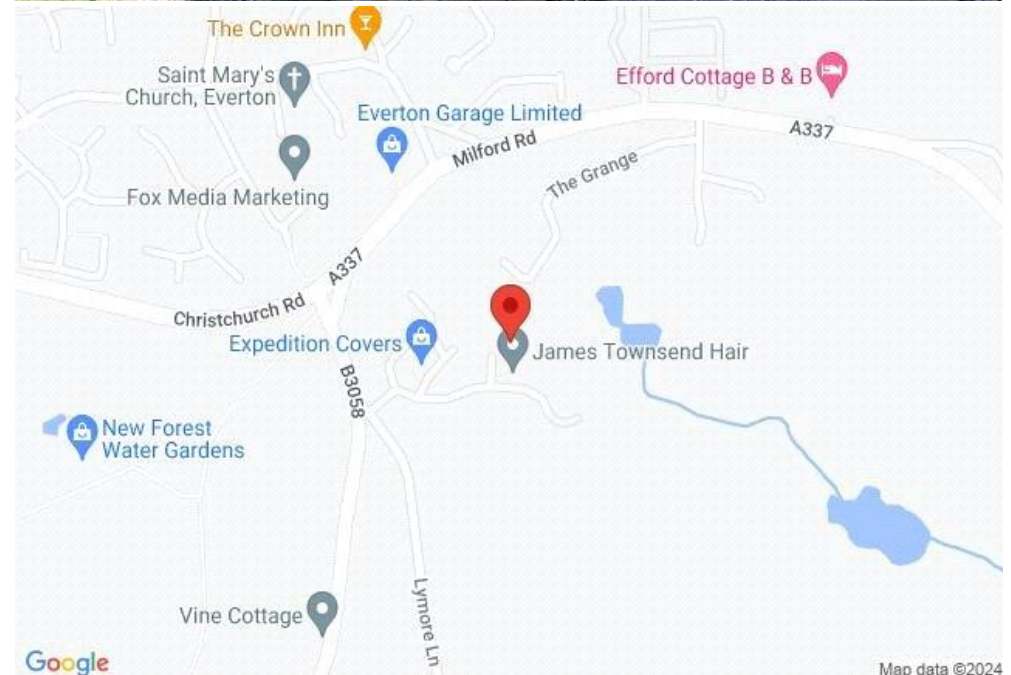 The Crown Inn
Saint Mary's
Church, Everton
Efford Cottage B & B
Everton Garage Limited
A337
Milford Rd
The Grange
Fox Media Marketing
A337
Christchurch Rd
Expedition Covers
James Townsend Hair
B3058
New Forest
Water Gardens
Lymore Ln
Vine Cottage
Google
Map data ©2024